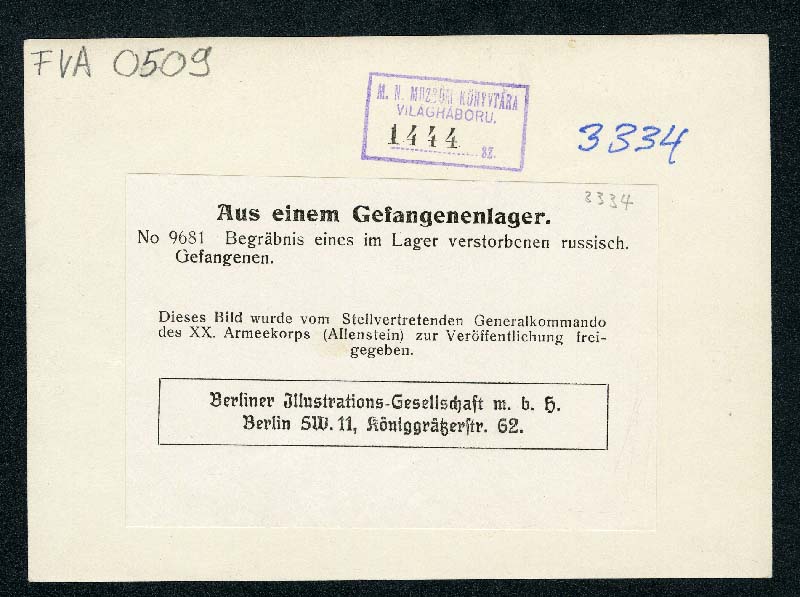 FVA 0509
M. N. MUZEUM KÖNYVTÁRA
VILÁGHÁBORU.
1444 sz.
3334
3334
Aus einem Gefangenenlager.
No 9681 Begräbnis eines im Lager verstorbenen russisch.
Gefangenen.
Dieses Bild wurde vom Stellvertretenden Generalkommando
des XX. Armeekorps (Allenstein) zur Veröffentlichung frei-
gegeben.
Berliner Illustrations-Gesellschaft m. b. H.
Berlin SW. 11, Königgrätzerstr. 62.